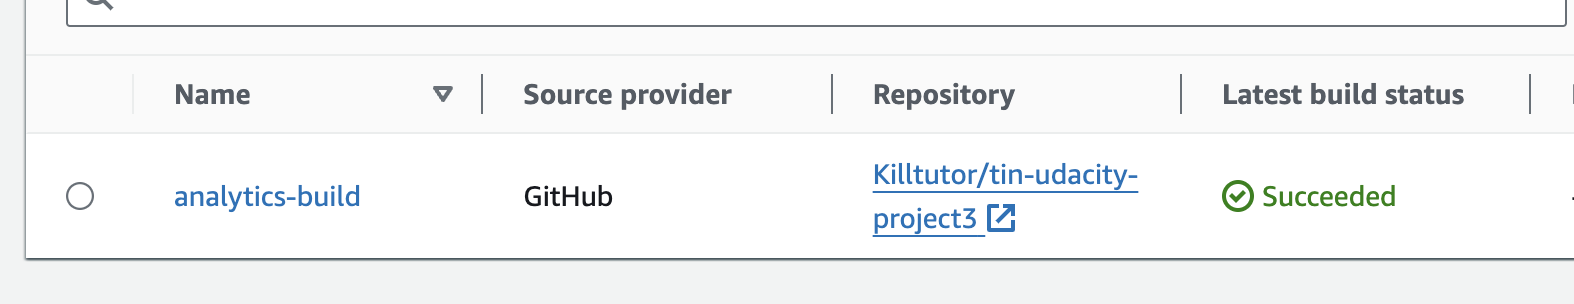 Name
Source provider
Repository
Latest build status
analytics-build
GitHub
Killtutor/tin-udacity-
project3
Succeeded